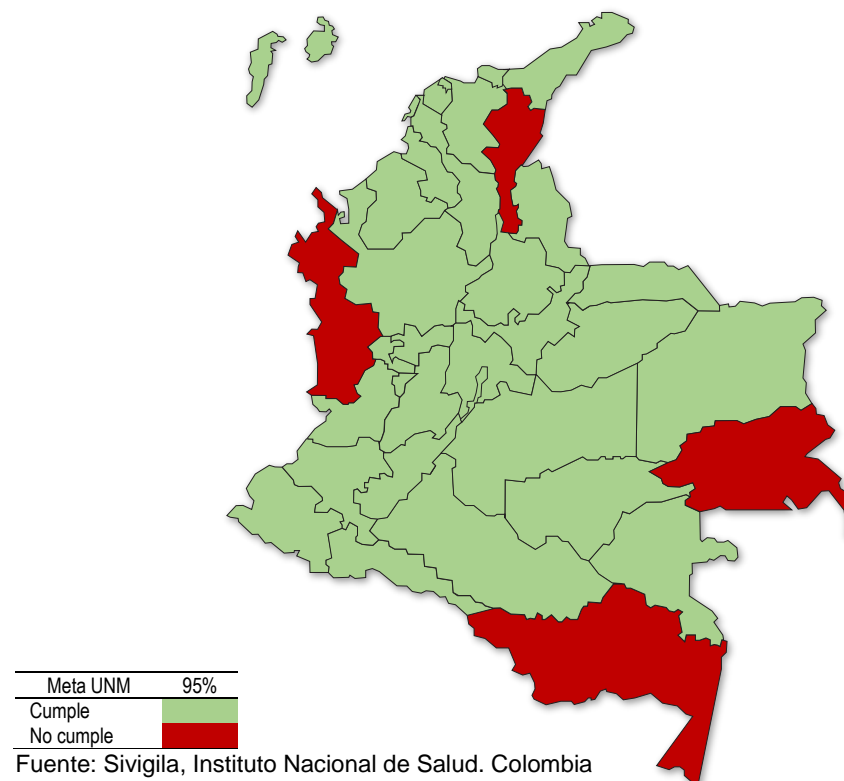 Meta UNM 95%
Cumple
No cumple
Fuente: Sivigila, Instituto Nacional de Salud. Colombia